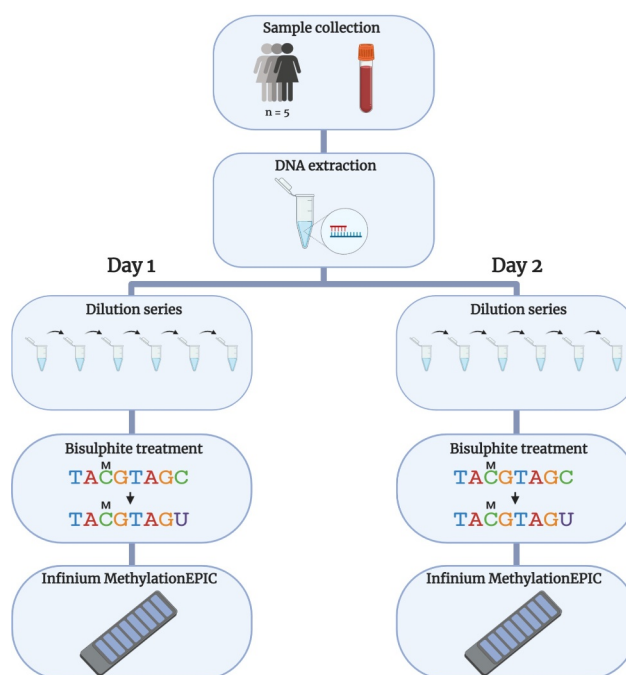 Sample collection
n = 5
DNA extraction
Day 1
Day 2
Dilution series
Dilution series
Bisulphite treatment
M
TACGTAGC
M
TACGTAGU
Bisulphite treatment
M
TACGTAGC
M
TACGTAGU
Infinium MethylationEPIC
Infinium MethylationEPIC